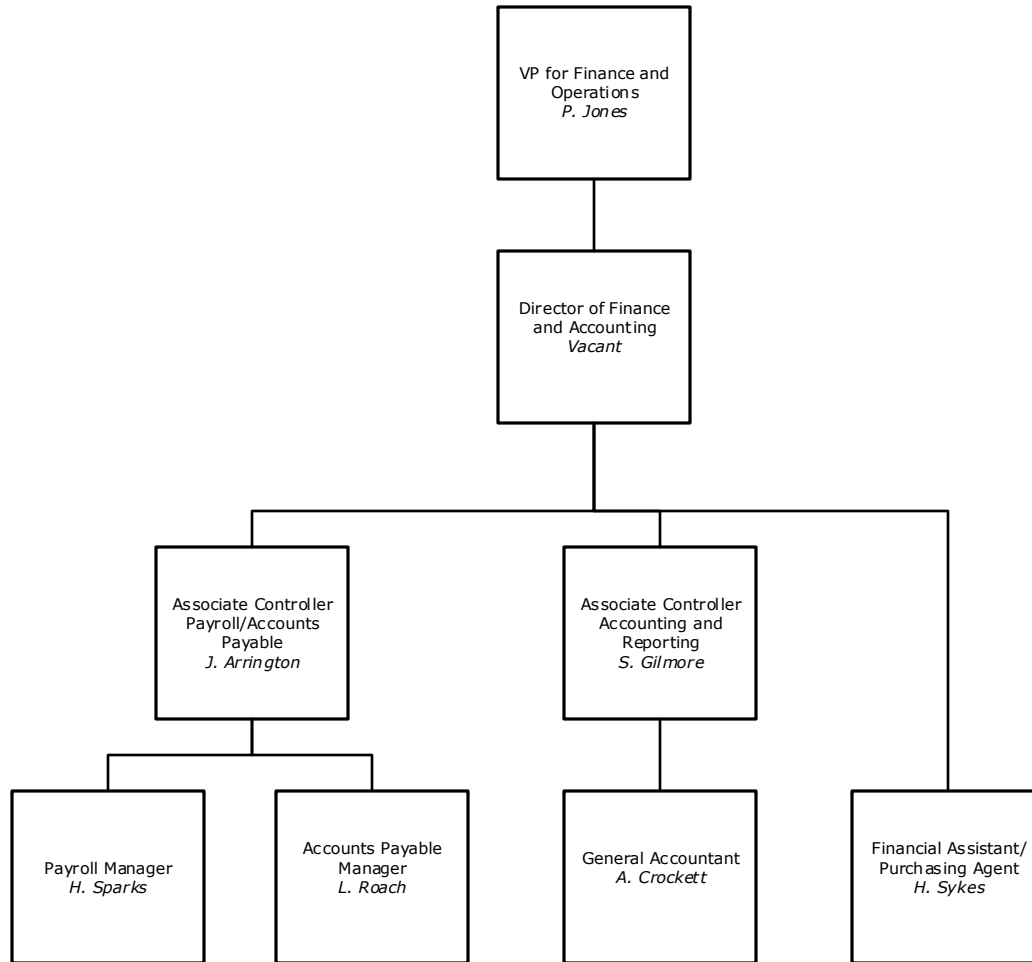 VP for Finance and
Operations
P. Jones
Director of Finance
and Accounting
Vacant
Associate Controller
Payroll/Accounts
Payable
J. Arrington
Associate Controller
Accounting and
Reporting
S. Gilmore
Payroll Manager
H. Sparks
Accounts Payable
Manager
L. Roach
General Accountant
A. Crockett
Financial Assistant/
Purchasing Agent
H. Sykes